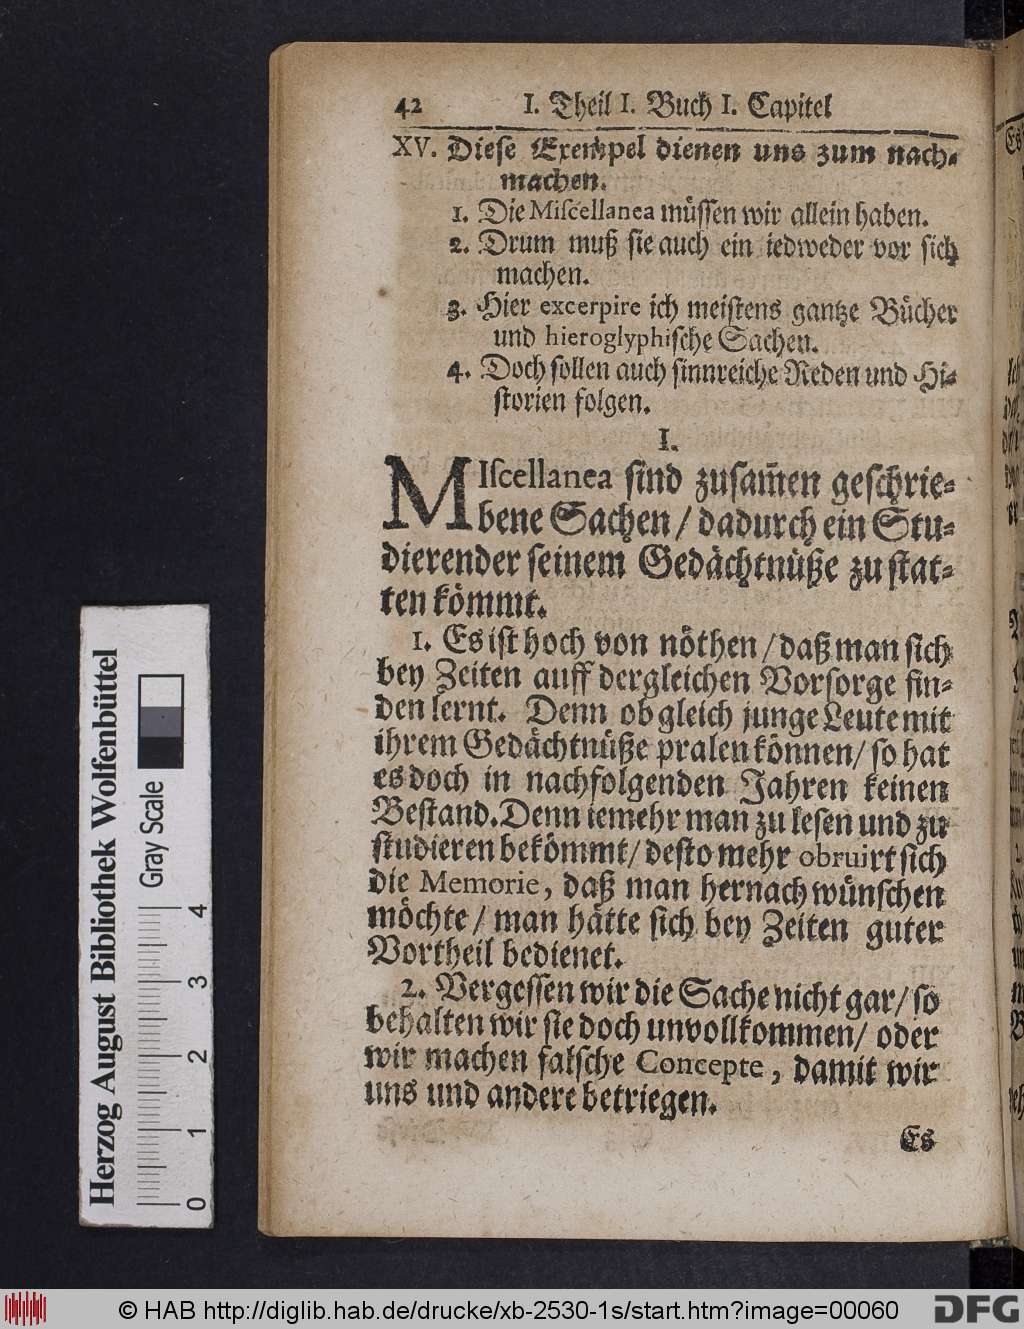 42 I. Theil I. Buch I. Capitel
XV. Dieſe Exempel dienen uns zum nach-
machen.
1. Die Miſcellanea müſſen wir allein haben.
2. Drum muß ſie auch ein iedweder vor ſich
machen.
3. Hier excerpire ich meiſtens gantze Bücher
und hieroglyphiſche Sachen.
4. Doch ſollen auch ſinnreiche Reden und Hi-
ſtorien folgen.
I.
MIſcellanea ſind zuſam̃en geſchrie-
bene Sachen / dadurch ein Stu-
dierender ſeinem Gedächtnüße zu ſtat-
ten kömmt.
1. Es iſt hoch von nöthen / daß man ſich
bey Zeiten auff dergleichen Vorſorge fin-
den lernt. Denn ob gleich junge Leute mit
ihrem Gedächtnüße pralen können / ſo hat
es doch in nachfolgenden Jahren keinen
Beſtand. Denn iemehr man zu leſen und zu
ſtudieren bekömmt / deſto mehr obruirt ſich
die Memorie, daß man hernach wünſchen
möchte / man hätte ſich bey Zeiten guter
Vortheil bedienet.
2. Vergeſſen wir die Sache nicht gar / ſo
behalten wir ſie doch unvollkommen / oder
wir machen falſche Concepte, damit wir
uns und andere betriegen.
Es
Herzog August Bibliothek Wolfenbüttel
Gray Scale
0 1 2 3 4
© HAB http://diglib.hab.de/drucke/xb-2530-1s/start.htm?image=00060
DFG